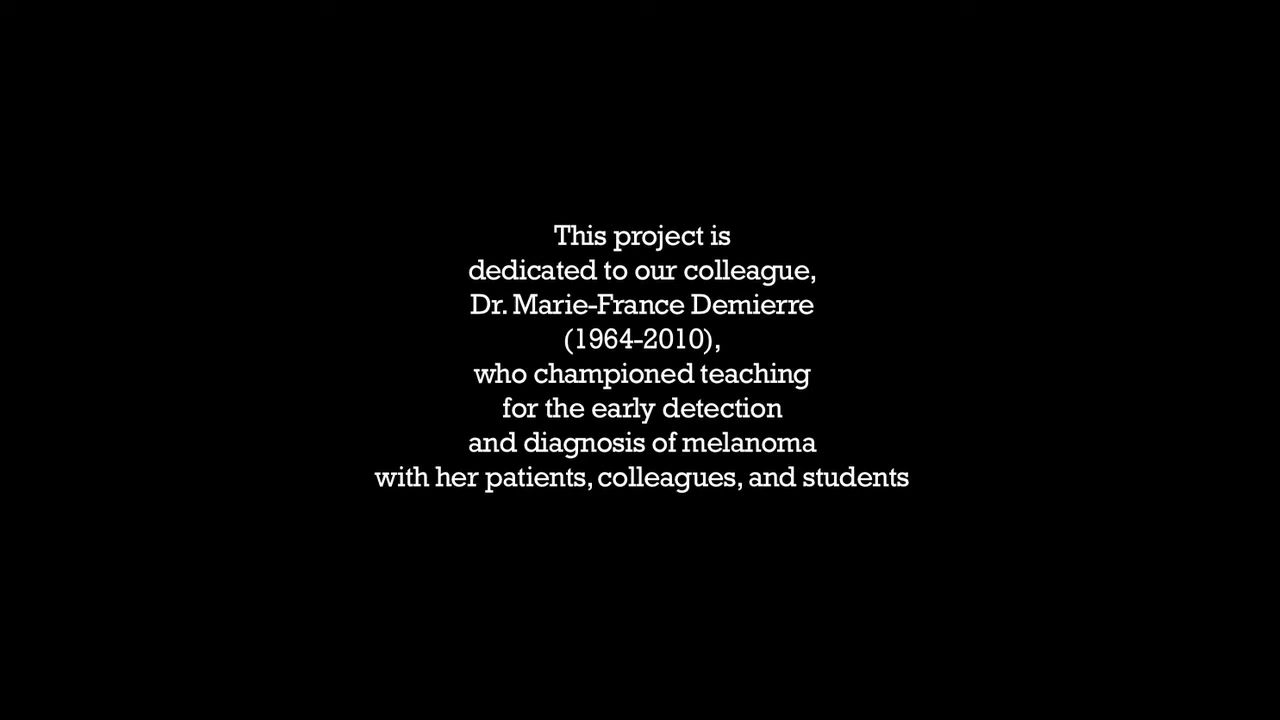 This project is
dedicated to our colleague,
Dr. Marie-France Demierre
(1964-2010),
who championed teaching
for the early detection
and diagnosis of melanoma
with her patients, colleagues, and students